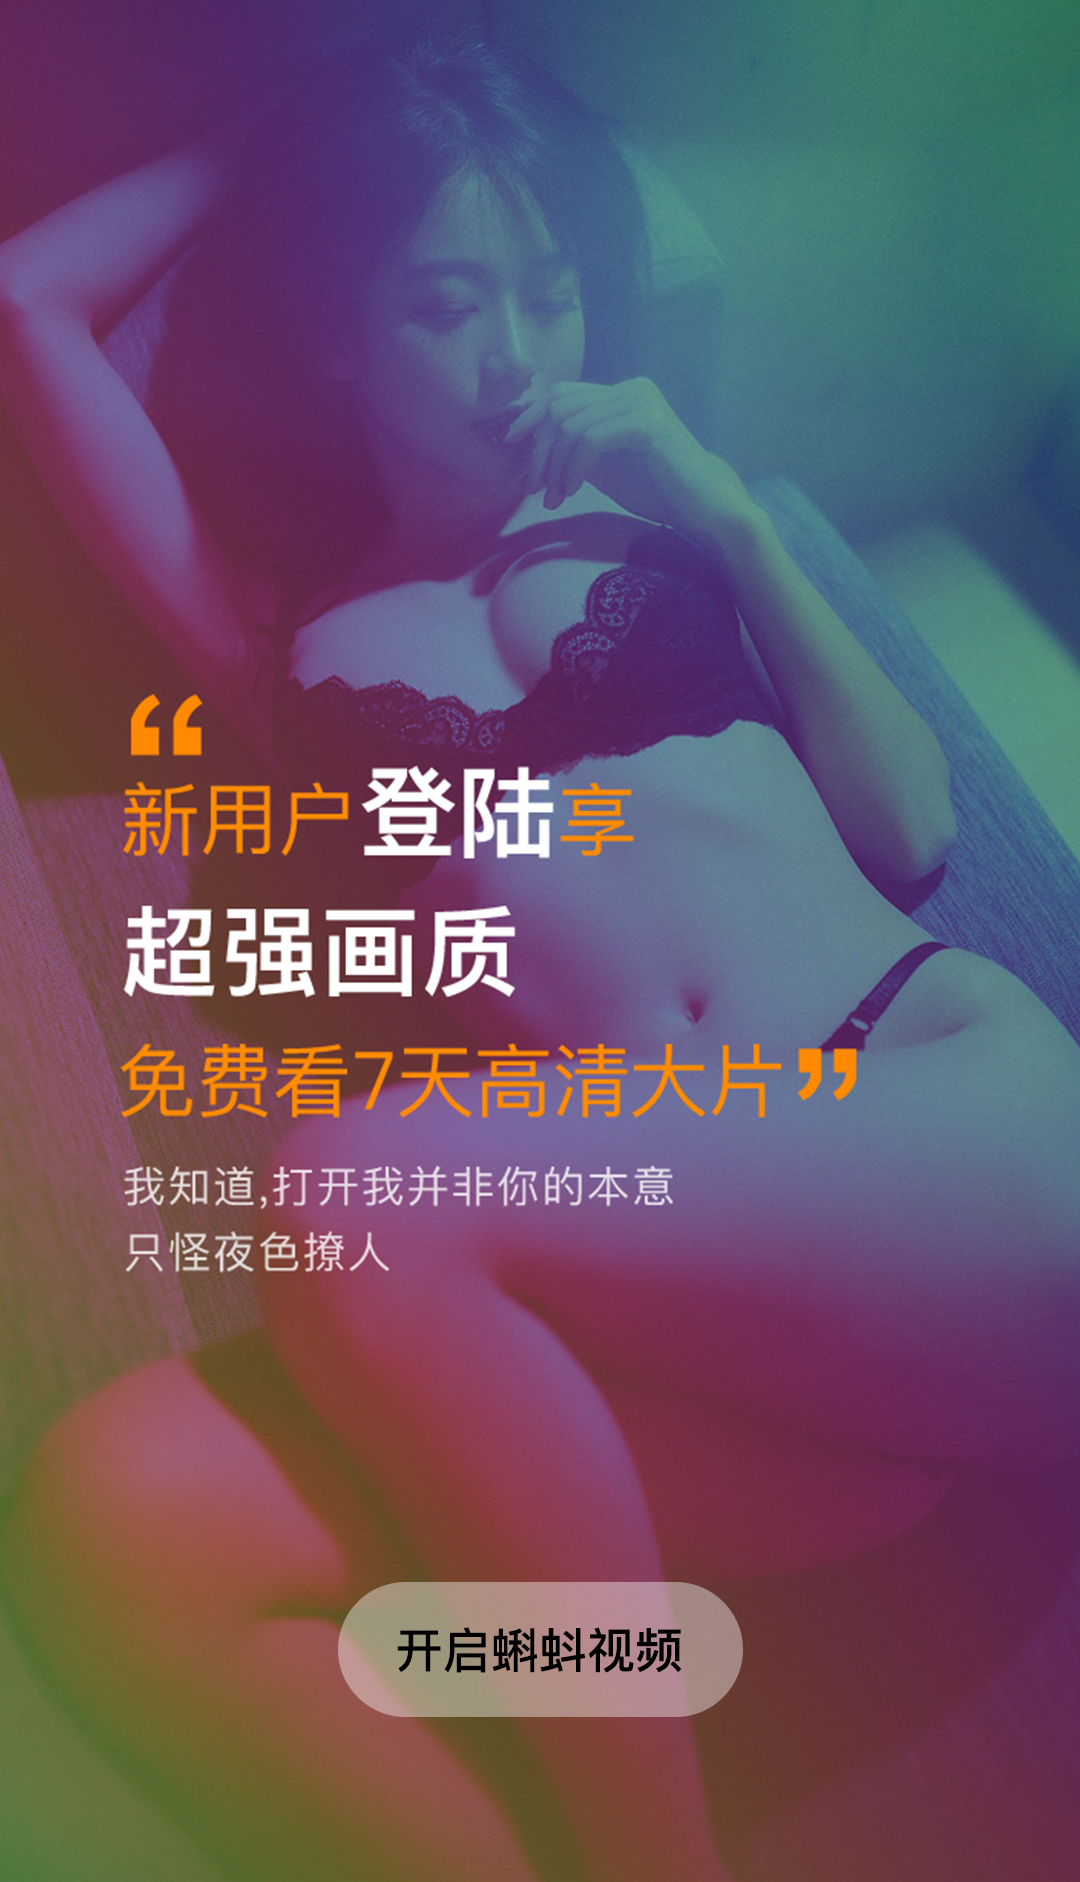 “
新用户登陆享
超强画质
免费看7天高清大片”
我知道,打开我并非你的本意
只怪夜色撩人
开启蝌蚪视频